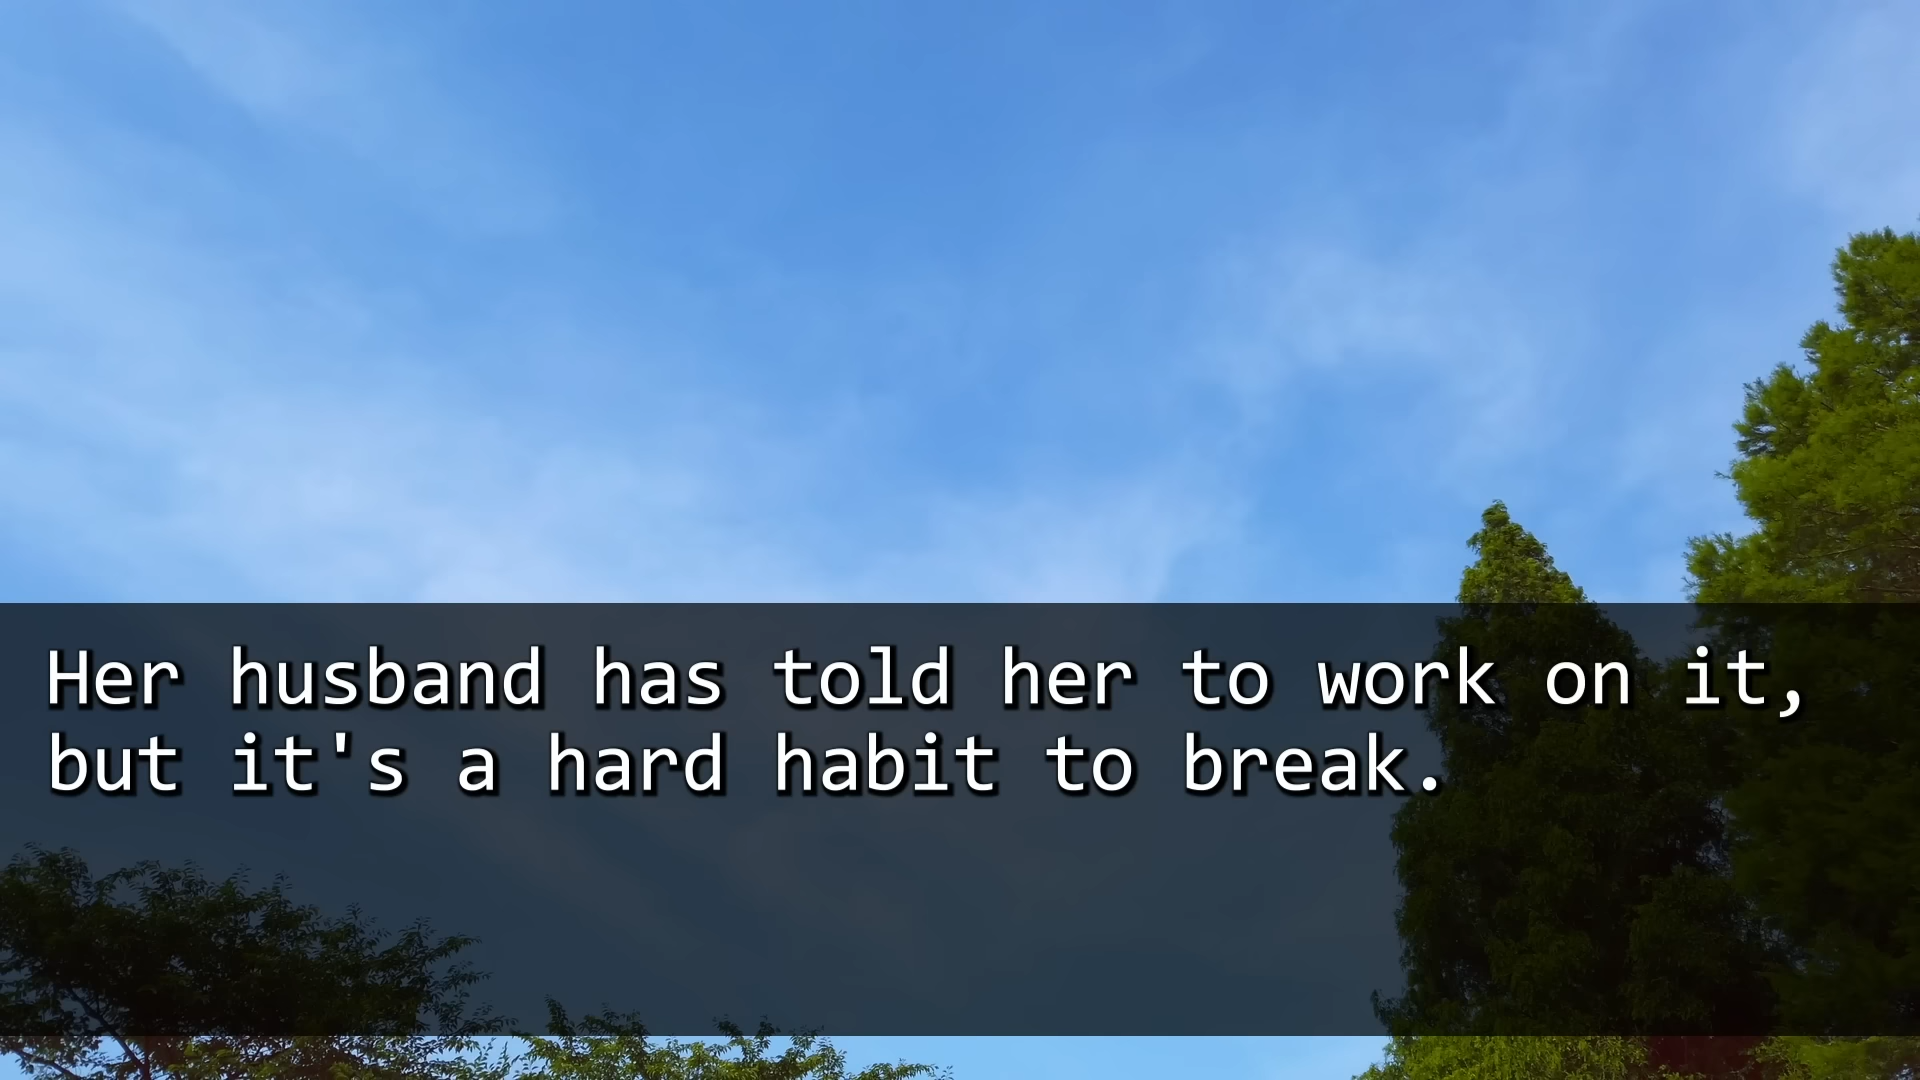 Her husband has told her to work on it,
but it's a hard habit to break.